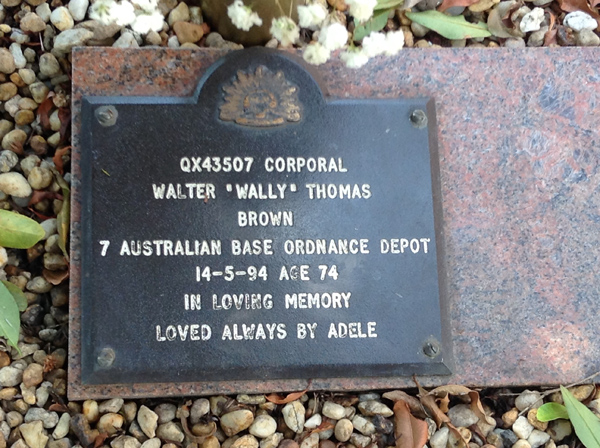 QX43507 CORPORAL
WALTER "WALLY" THOMAS
BROWN
7 AUSTRALIAN BASE ORDNANCE DEPOT
14-5-94 AGE 74
IN LOVING MEMORY
LOVED ALWAYS BY ADELE